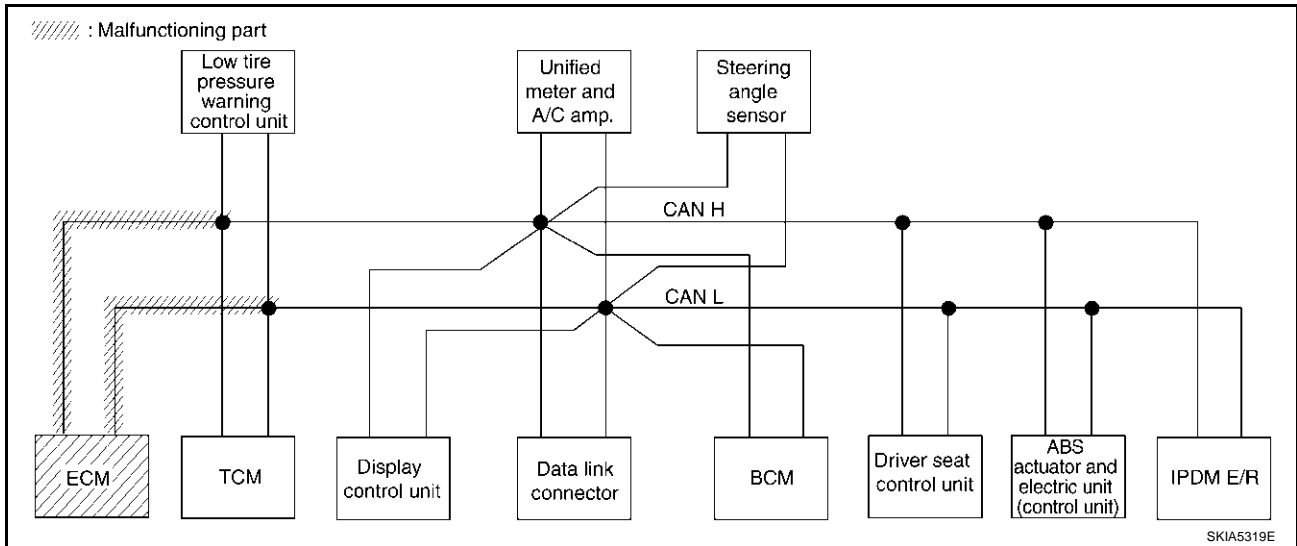 : Malfunctioning part
Low tire
pressure
warning
control unit
Unified
meter and
A/C amp.
Steering
angle
sensor
CAN H
CAN L
ECM
TCM
Display
control unit
Data link
connector
BCM
Driver seat
control unit
ABS
actuator and
electric unit
(control unit)
IPDM E/R
SKIA5319E